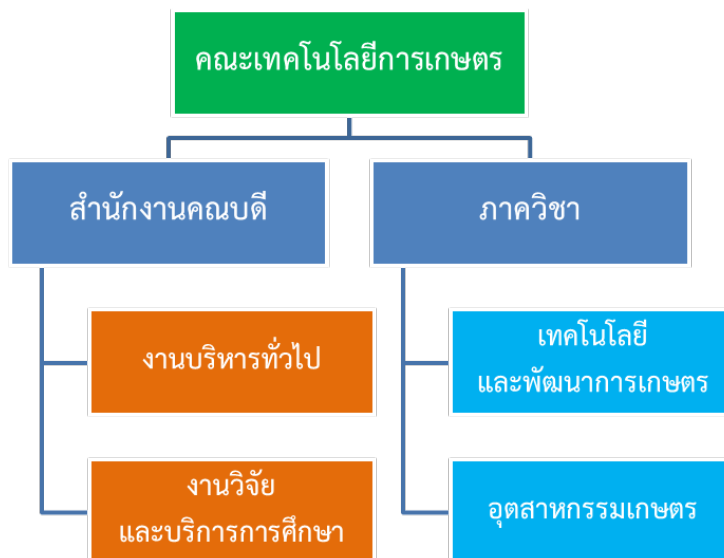 คณะเทคโนโลยีการเกษตร
สำนักงานคณบดี
ภาควิชา
งานบริหารทั่วไป
เทคโนโลยี
และพัฒนาการเกษตร
งานวิจัย
และบริการการศึกษา
อุตสาหกรรมเกษตร